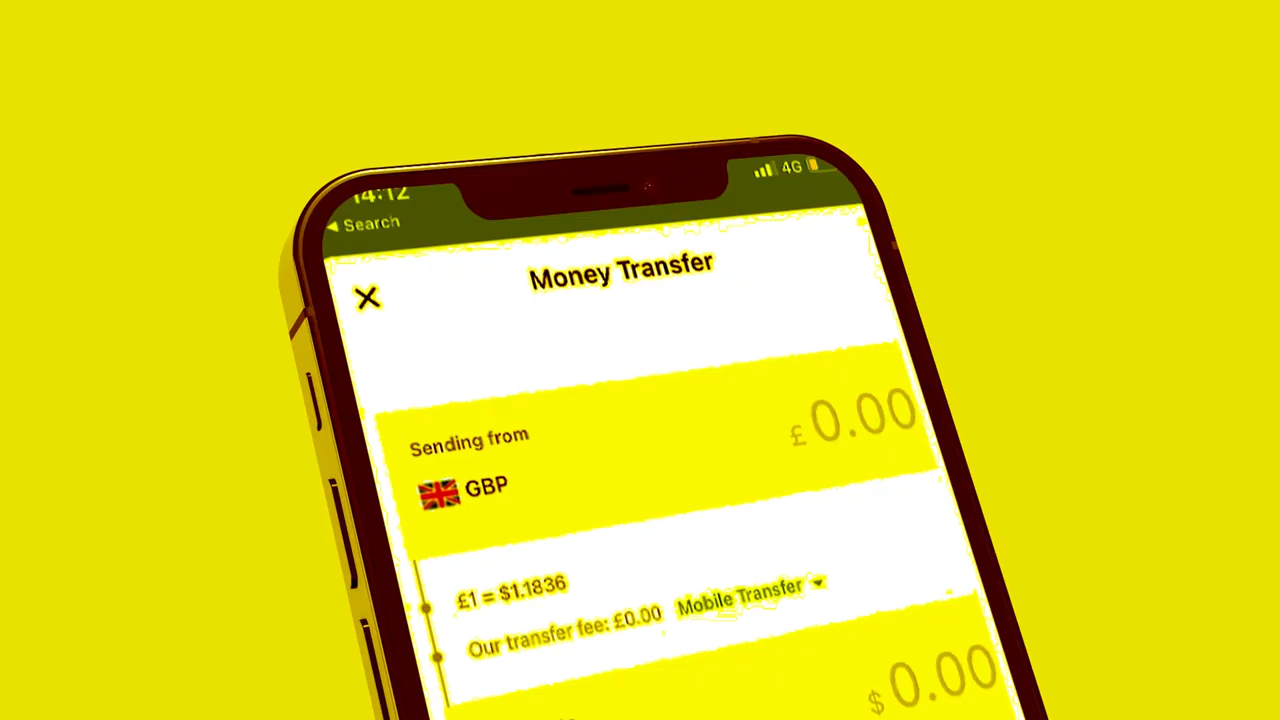 14:12
4G
Search
Money Transfer
Sending from
£ 0.00
GBP
£1 = $1.1836
Our transfer fee: £0.00 Mobile Transfer
$ 0.00